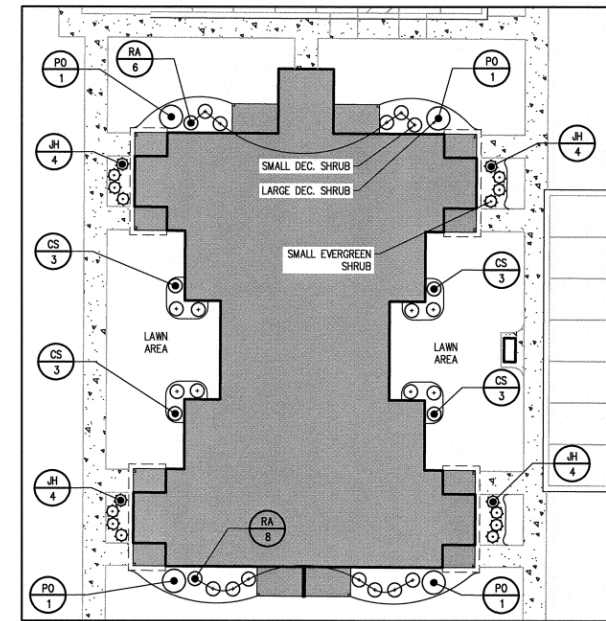 RA
6
PO
1
PO
1
JH
4
JH
4
SMALL DEC. SHRUB
LARGE DEC. SHRUB
SMALL EVERGREEN
SHRUB
CS
3
CS
3
LAWN
AREA
LAWN
AREA
CS
3
CS
3
JH
4
JH
4
RA
8
PO
1
PO
1